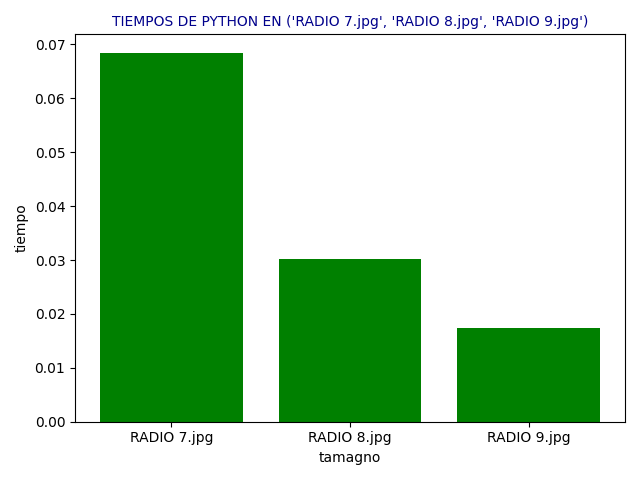 TIEMPOS DE PYTHON EN ('RADIO 7.jpg', 'RADIO 8.jpg', 'RADIO 9.jpg')
0.07
0.06
0.05
0.04
0.03
0.02
0.01
0.00
tiempo
RADIO 7.jpg RADIO 8.jpg RADIO 9.jpg
tamagno